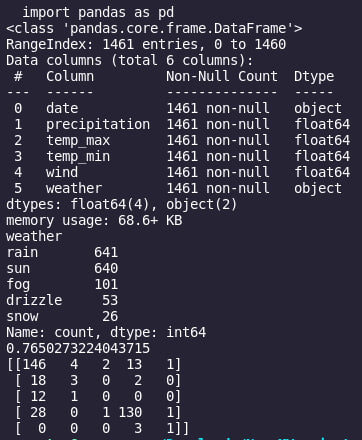 import pandas as pd
<class 'pandas.core.frame.DataFrame'>
RangeIndex: 1461 entries, 0 to 1460
Data columns (total 6 columns):
 #   Column         Non-Null Count  Dtype
---  ------         --------------  -----
 0   date           1461 non-null   object
 1   precipitation  1461 non-null   float64
 2   temp_max       1461 non-null   float64
 3   temp_min       1461 non-null   float64
 4   wind           1461 non-null   float64
 5   weather        1461 non-null   object
dtypes: float64(4), object(2)
memory usage: 68.6+ KB
weather
rain       641
sun        640
fog        101
drizzle     53
snow        26
Name: count, dtype: int64
0.7650273224043715
[[146   4   2  13   1]
 [ 18   3   0   2   0]
 [ 12   1   0   0   0]
 [ 28   0   1 130   1]
 [  0   0   0   3   1]]